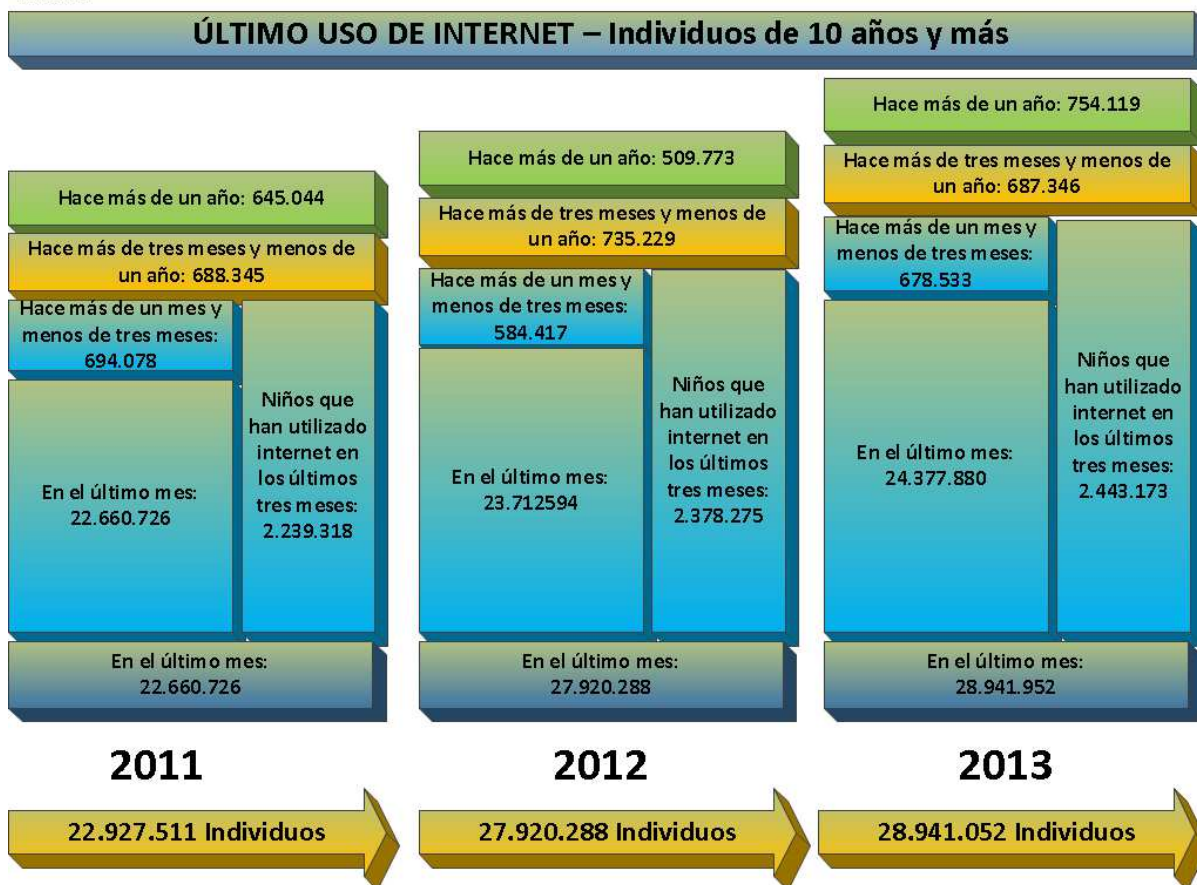 ÚLTIMO USO DE INTERNET – Individuos de 10 años y más
Hace más de un año: 645.044
Hace más de tres meses y menos de
un año: 688.345
Hace más de un mes y
menos de tres meses:
694.078
En el último mes:
22.660.726
Niños que
han utilizado
internet en
los últimos
tres meses:
2.239.318
En el último mes:
22.660.726
2011
22.927.511 Individuos
Hace más de un año: 509.773
Hace más de tres meses y menos de
un año: 735.229
Hace más de un mes y
menos de tres meses:
584.417
En el último mes:
23.712594
Niños que
han utilizado
internet en
los últimos
tres meses:
2.378.275
En el último mes:
27.920.288
2012
27.920.288 Individuos
Hace más de un año: 754.119
Hace más de tres meses y menos de
un año: 687.346
Hace más de un mes y
menos de tres meses:
678.533
En el último mes:
24.377.880
Niños que
han utilizado
internet en
los últimos
tres meses:
2.443.173
En el último mes:
28.941.952
2013
28.941.052 Individuos